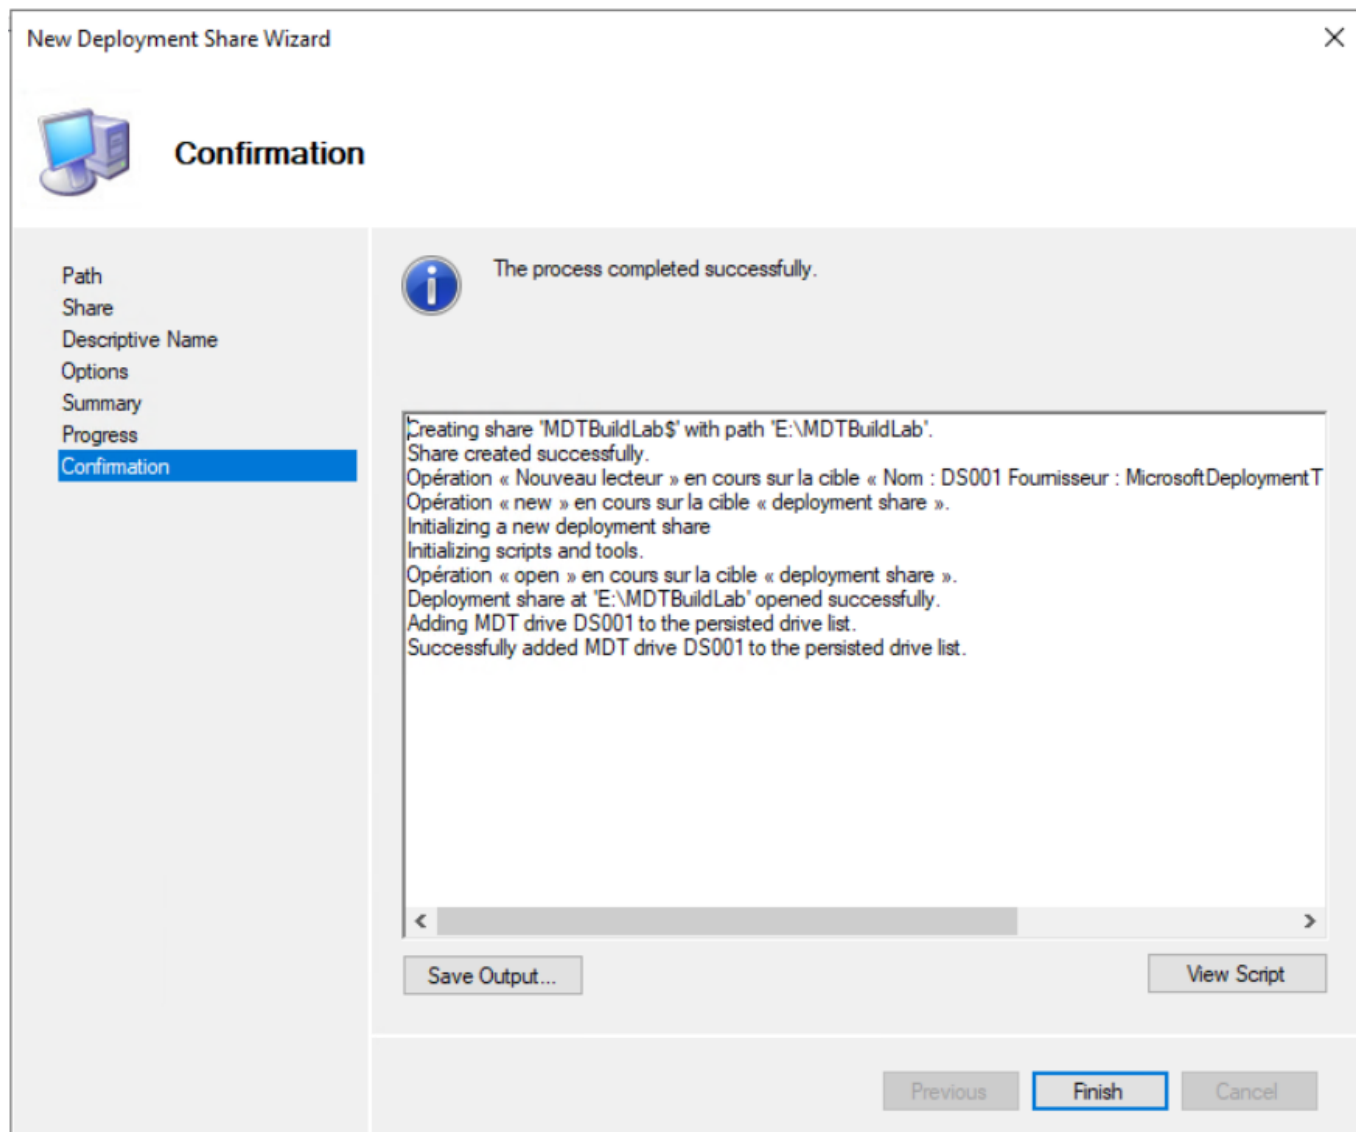 New Deployment Share Wizard
Confirmation
Path
Share
Descriptive Name
Options
Summary
Progress
Confirmation
The process completed successfully.
Creating share 'MDTBuildLab$' with path 'E:\MDTBuildLab'.
Share created successfully.
Opération « Nouveau lecteur » en cours sur la cible « Nom : DS001 Fournisseur : MicrosoftDeploymentT
Opération « new » en cours sur la cible « deployment share ».
Initializing a new deployment share
Initializing scripts and tools.
Opération « open » en cours sur la cible « deployment share ».
Deployment share at 'E:\MDTBuildLab' opened successfully.
Adding MDT drive DS001 to the persisted drive list.
Successfully added MDT drive DS001 to the persisted drive list.
Save Output...
View Script
Previous
Finish
Cancel